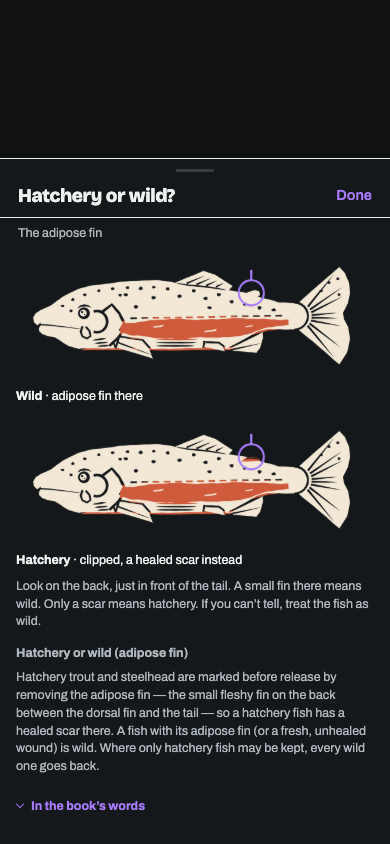 Hatchery or wild?
Done
The adipose fin
Wild · adipose fin there
Hatchery · clipped, a healed scar instead
Look on the back, just in front of the tail. A small fin there means
wild. Only a scar means hatchery. If you can’t tell, treat the fish as
wild.
Hatchery or wild (adipose fin)
Hatchery trout and steelhead are marked before release by
removing the adipose fin — the small fleshy fin on the back
between the dorsal fin and the tail — so a hatchery fish has a
healed scar there. A fish with its adipose fin (or a fresh, unhealed
wound) is wild. Where only hatchery fish may be kept, every wild
one goes back.
In the book’s words